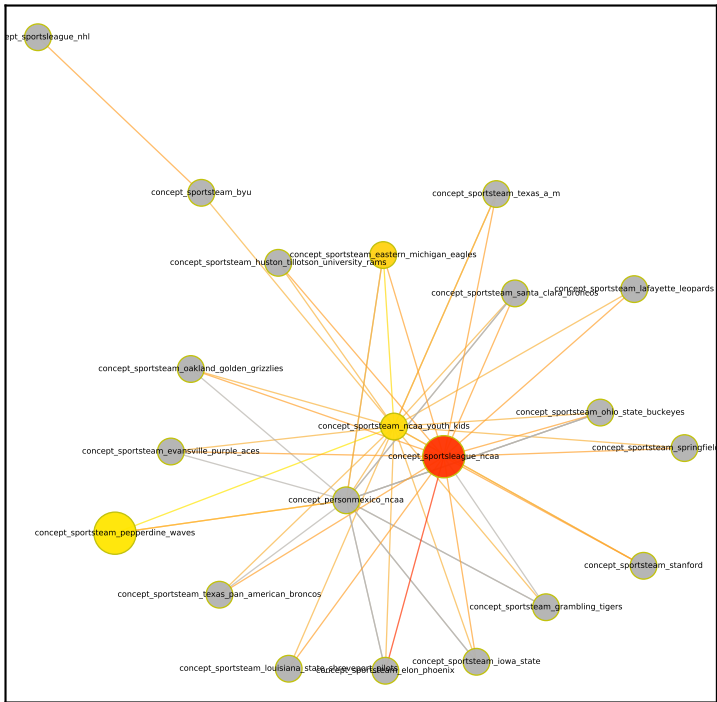 ept_sportsleague_nhl
concept_sportsteam_byu
concept_sportsteam_texas_a_m
concept_sportsteam_eastern_michigan_eagles
concept_sportsteam_huston_tillotson_university_rams
concept_sportsteam_santa_clara_broncos
concept_sportsteam_lafayette_leopards
concept_sportsteam_oakland_golden_grizzlies
concept_sportsteam_ohio_state_buckeyes
concept_sportsteam_ncaa_youth_kids
concept_sportsteam_springfield
concept_sportsteam_evansville_purple_aces
concept_sportsleague_ncaa
concept_personmexico_ncaa
concept_sportsteam_pepperdine_waves
concept_sportsteam_stanford
concept_sportsteam_texas_pan_american_broncos
concept_sportsteam_grambling_tigers
concept_sportsteam_iowa_state
concept_sportsteam_louisiana_state_shreveport_pilots
concept_sportsteam_elon_phoenix